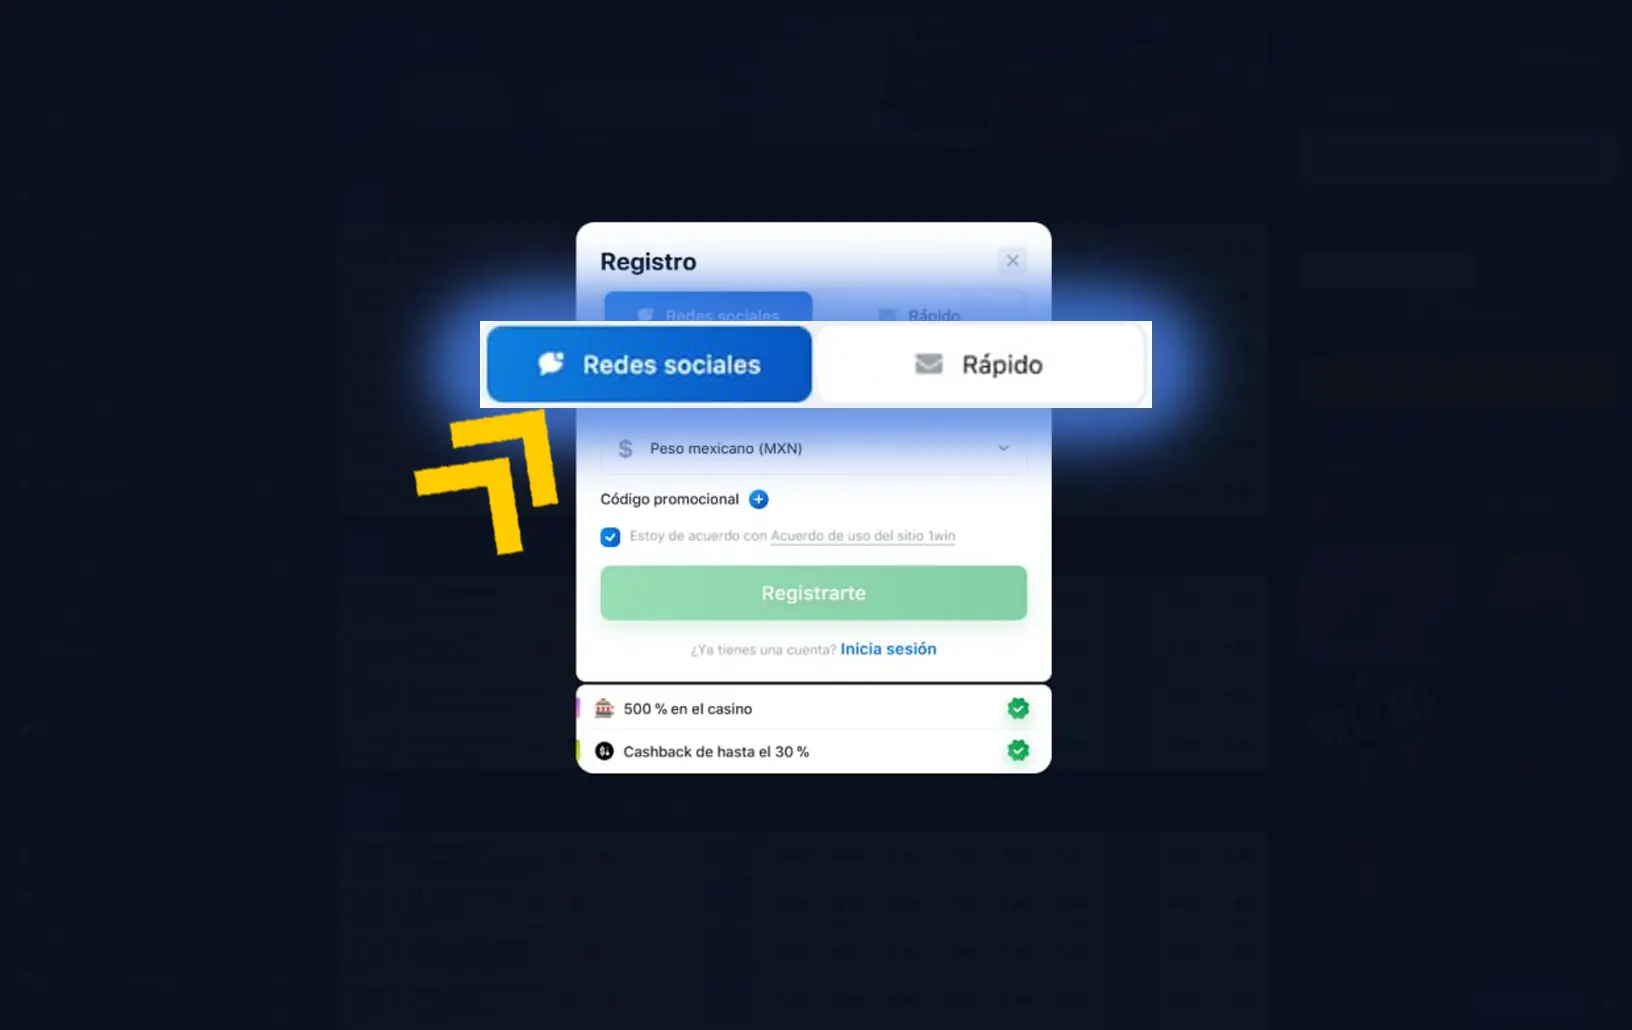 Registro
Redes sociales
Rápido
Redes sociales
Rápido
Peso mexicano (MXN)
Código promocional
Estoy de acuerdo con Acuerdo de uso del sitio 1win
Registrarte
¿Ya tienes una cuenta? Inicia sesión
500 % en el casino
Cashback de hasta el 30 %